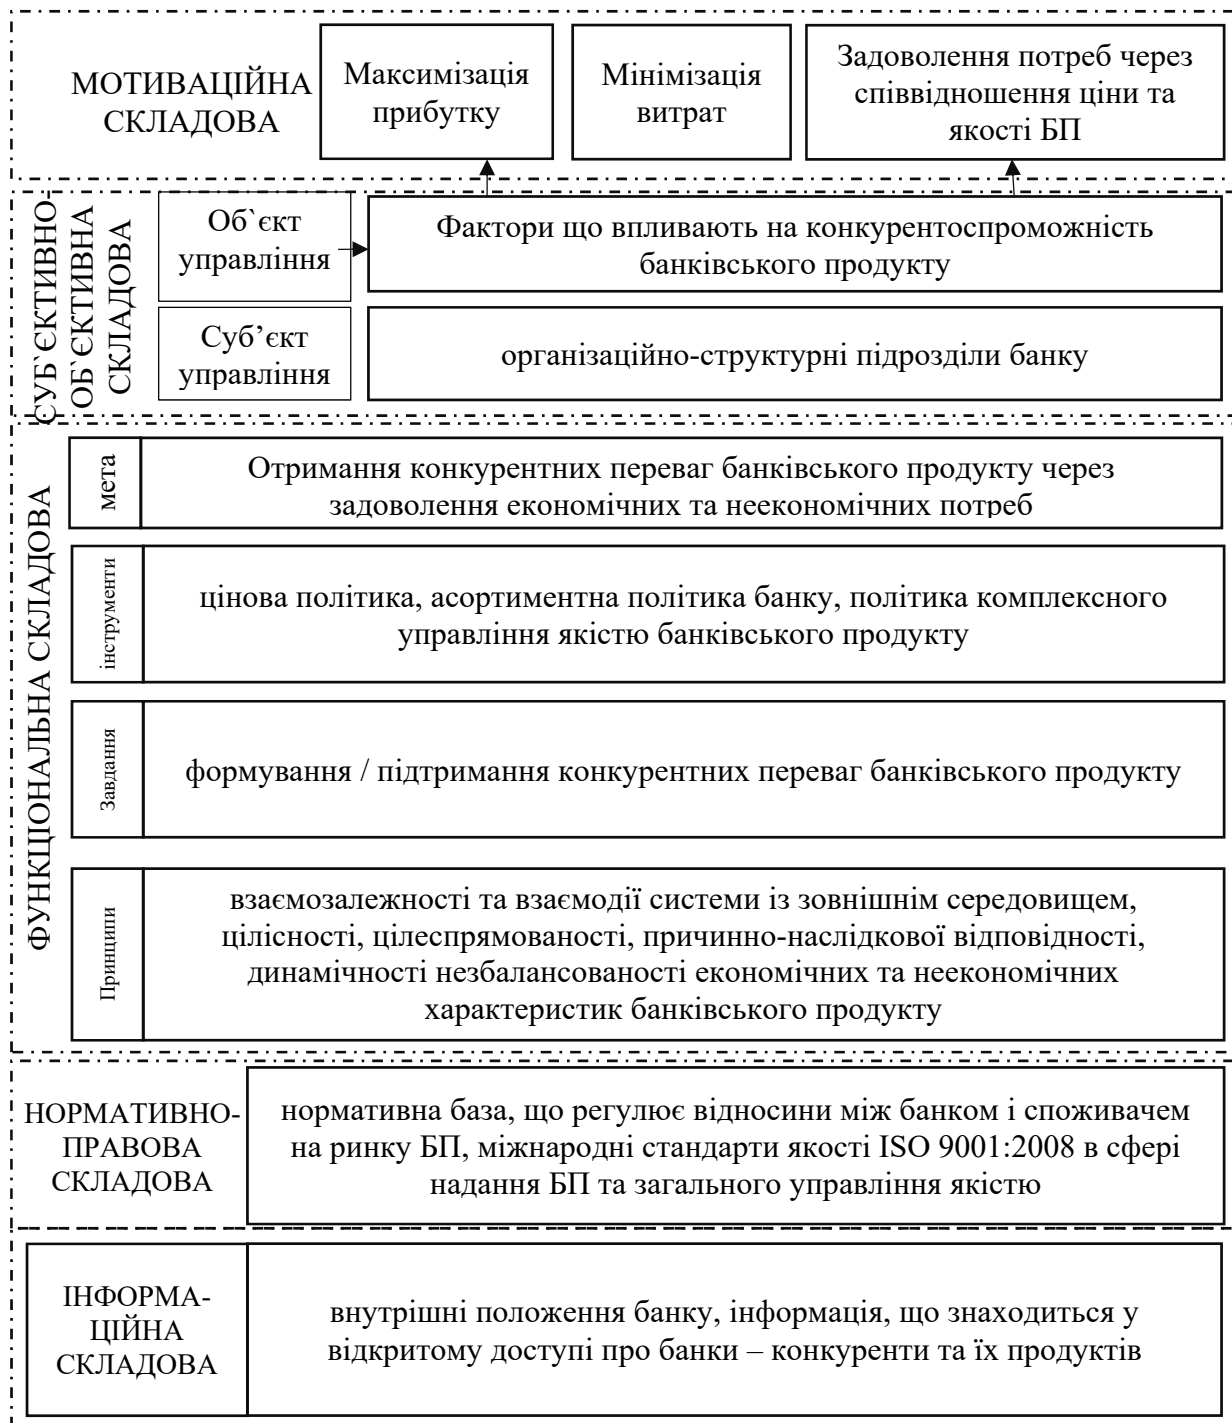 МОТИВАЦІЙНА
СКЛАДОВА
Максимізація
прибутку
Мінімізація
витрат
Задоволення потреб через
співвідношення ціни та
якості БП
СУБ`ЄКТИВНО-
ОБ`ЄКТИВНА
СКЛАДОВА
Об`єкт
управління
Фактори що впливають на конкурентоспроможність
банківського продукту
Суб’єкт
управління
організаційно-структурні підрозділи банку
ФУНКЦІОНАЛЬНА СКЛАДОВА
мета
Отримання конкурентних переваг банківського продукту через
задоволення економічних та неекономічних потреб
інструменти
цінова політика, асортиментна політика банку, політика комплексного
управління якістю банківського продукту
Завдання
формування / підтримання конкурентних переваг банківського продукту
Принципи
взаємозалежності та взаємодії системи із зовнішнім середовищем,
цілісності, цілеспрямованості, причинно-наслідкової відповідності,
динамічності незбалансованості економічних та неекономічних
характеристик банківського продукту
НОРМАТИВНО-
ПРАВОВА
СКЛАДОВА
нормативна база, що регулює відносини між банком і споживачем
на ринку БП, міжнародні стандарти якості ISO 9001:2008 в сфері
надання БП та загального управління якістю
ІНФОРМА-
ЦІЙНА
СКЛАДОВА
внутрішні положення банку, інформація, що знаходиться у
відкритому доступі про банки – конкуренти та їх продуктів